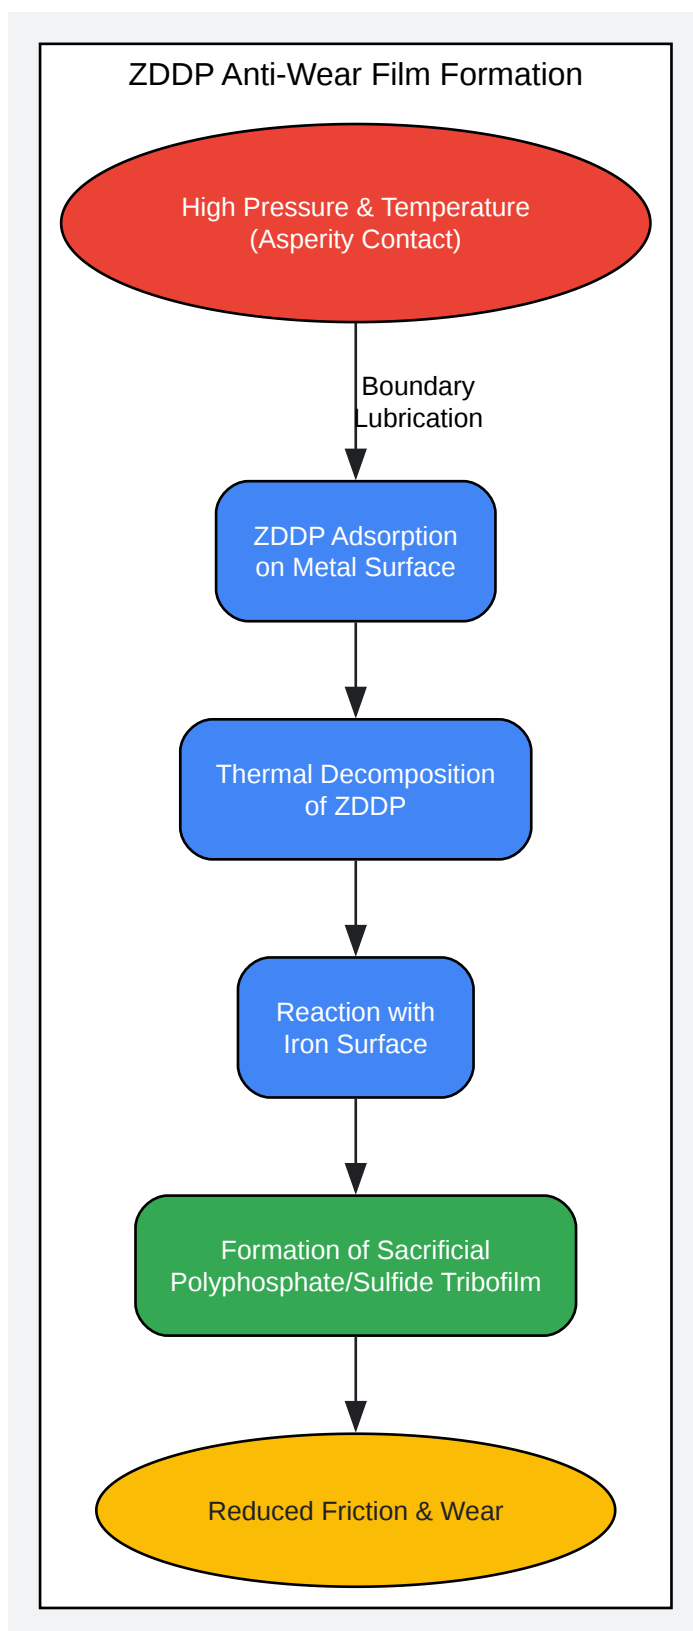 ZDDP Anti-Wear Film Formation
High Pressure & Temperature
(Asperity Contact)
Boundary
Lubrication
ZDDP Adsorption
on Metal Surface
Thermal Decomposition
of ZDDP
Reaction with
Iron Surface
Formation of Sacrificial
Polyphosphate/Sulfide Tribofilm
Reduced Friction & Wear